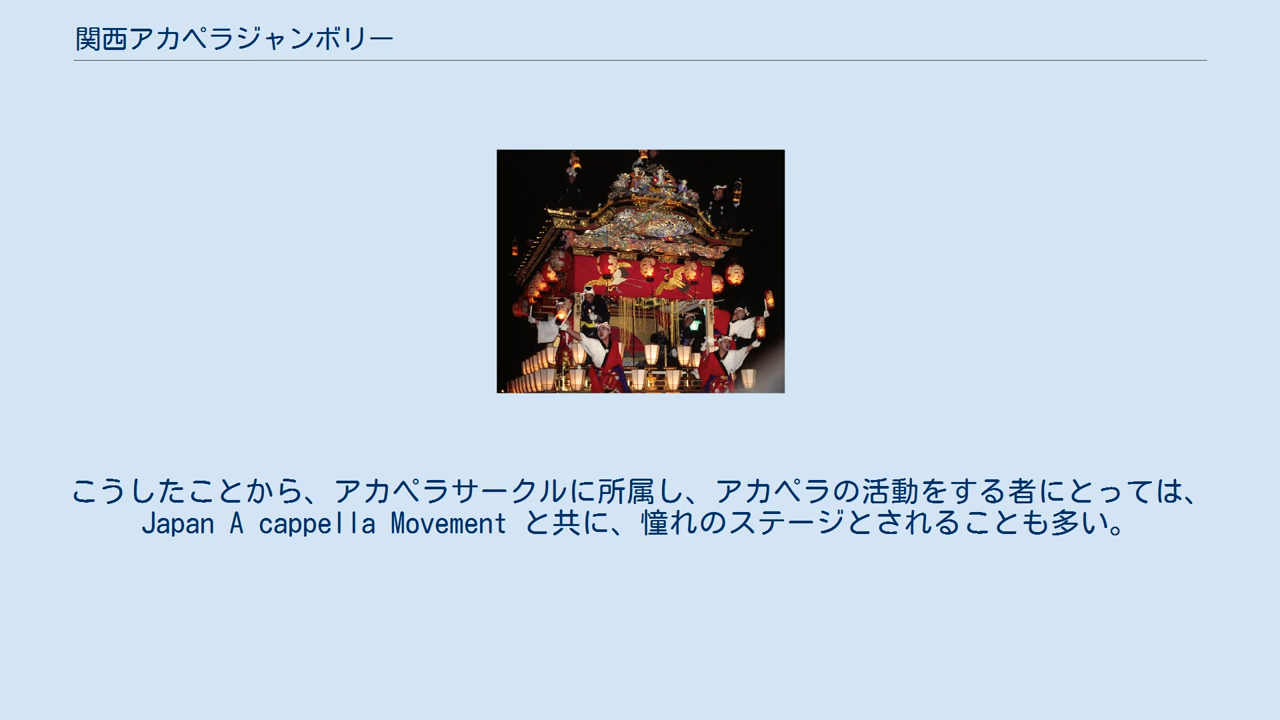 関西アカペラジャンボリー
こうしたことから、アカペラサークルに所属し、アカペラの活動をする者にとっては、
Japan A cappella Movement と共に、憧れのステージとされることも多い。